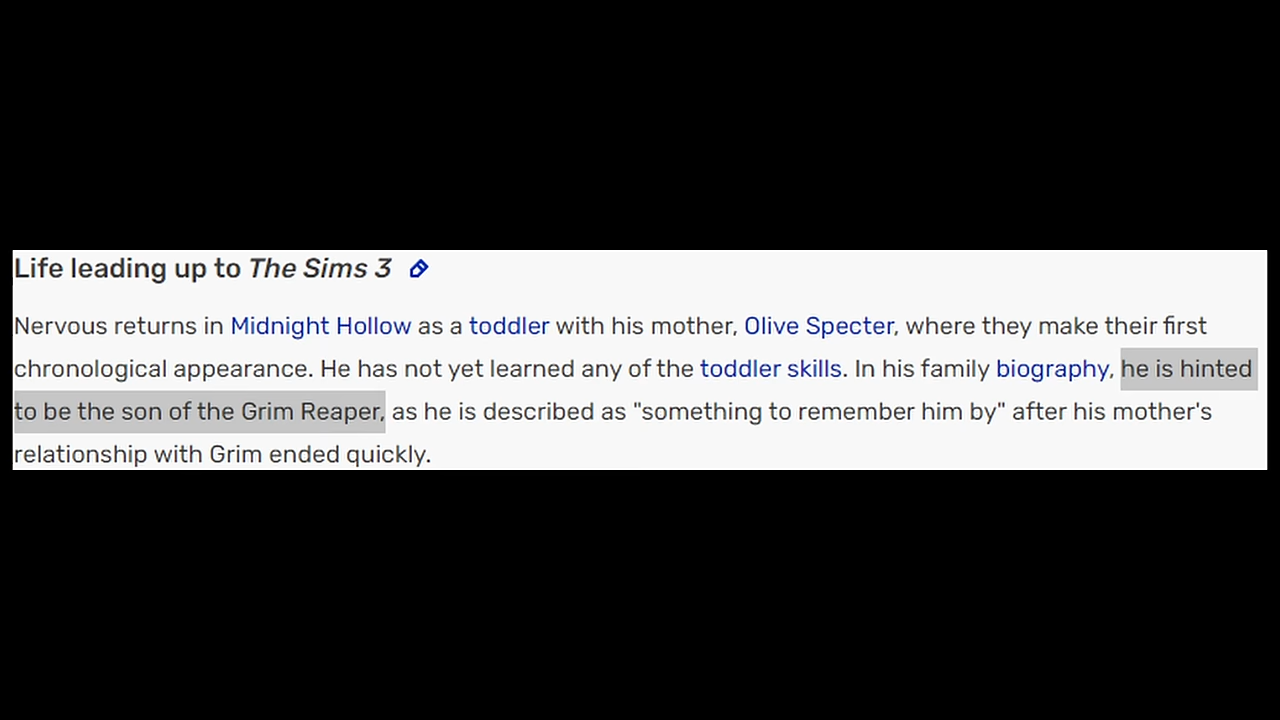 Life leading up to The Sims 3
Nervous returns in Midnight Hollow as a toddler with his mother, Olive Specter, where they make their first
chronological appearance. He has not yet learned any of the toddler skills. In his family biography, he is hinted
to be the son of the Grim Reaper, as he is described as "something to remember him by" after his mother's
relationship with Grim ended quickly.